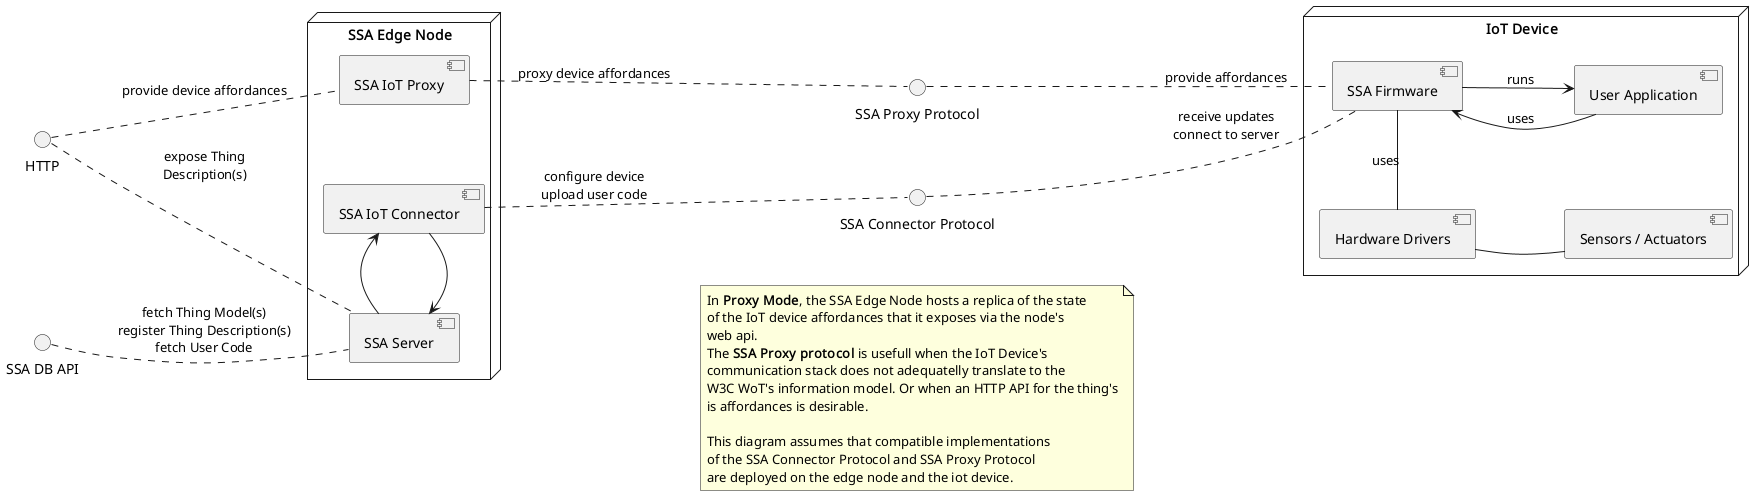 SSA Edge Node
IoT Device
SSA IoT Proxy
proxy device affordances
provide affordances
SSA Firmware
runs
User Application
provide device affordances
SSA Proxy Protocol
uses
receive updates
connect to server
HTTP
expose Thing
Description(s)
uses
configure device
upload user code
SSA IoT Connector
SSA Connector Protocol
Hardware Drivers
Sensors / Actuators
fetch Thing Model(s)
register Thing Description(s)
fetch User Code
SSA Server
SSA DB API
In Proxy Mode, the SSA Edge Node hosts a replica of the state
of the IoT device affordances that it exposes via the node's
web api.
The SSA Proxy protocol is usefull when the IoT Device's
communication stack does not adequatelly translate to the
W3C WoT's information model. Or when an HTTP API for the thing's
is affordances is desirable.
This diagram assumes that compatible implementations
of the SSA Connector Protocol and SSA Proxy Protocol
are deployed on the edge node and the iot device.